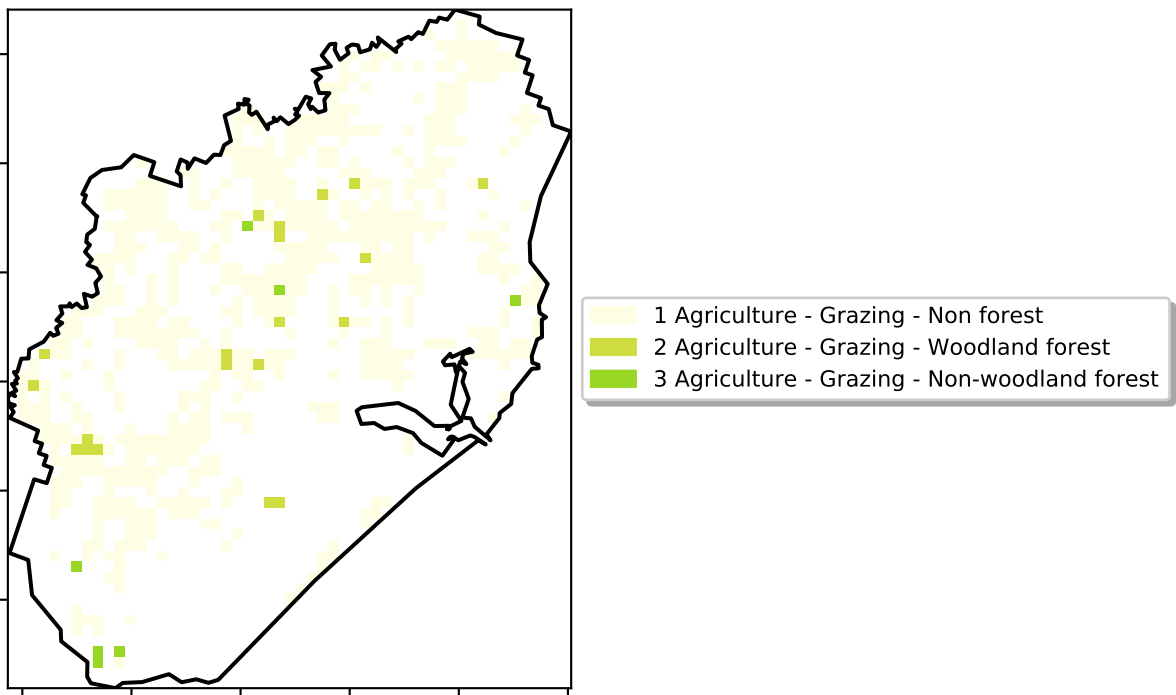 1 Agriculture - Grazing - Non forest
2 Agriculture - Grazing - Woodland forest
3 Agriculture - Grazing - Non-woodland forest